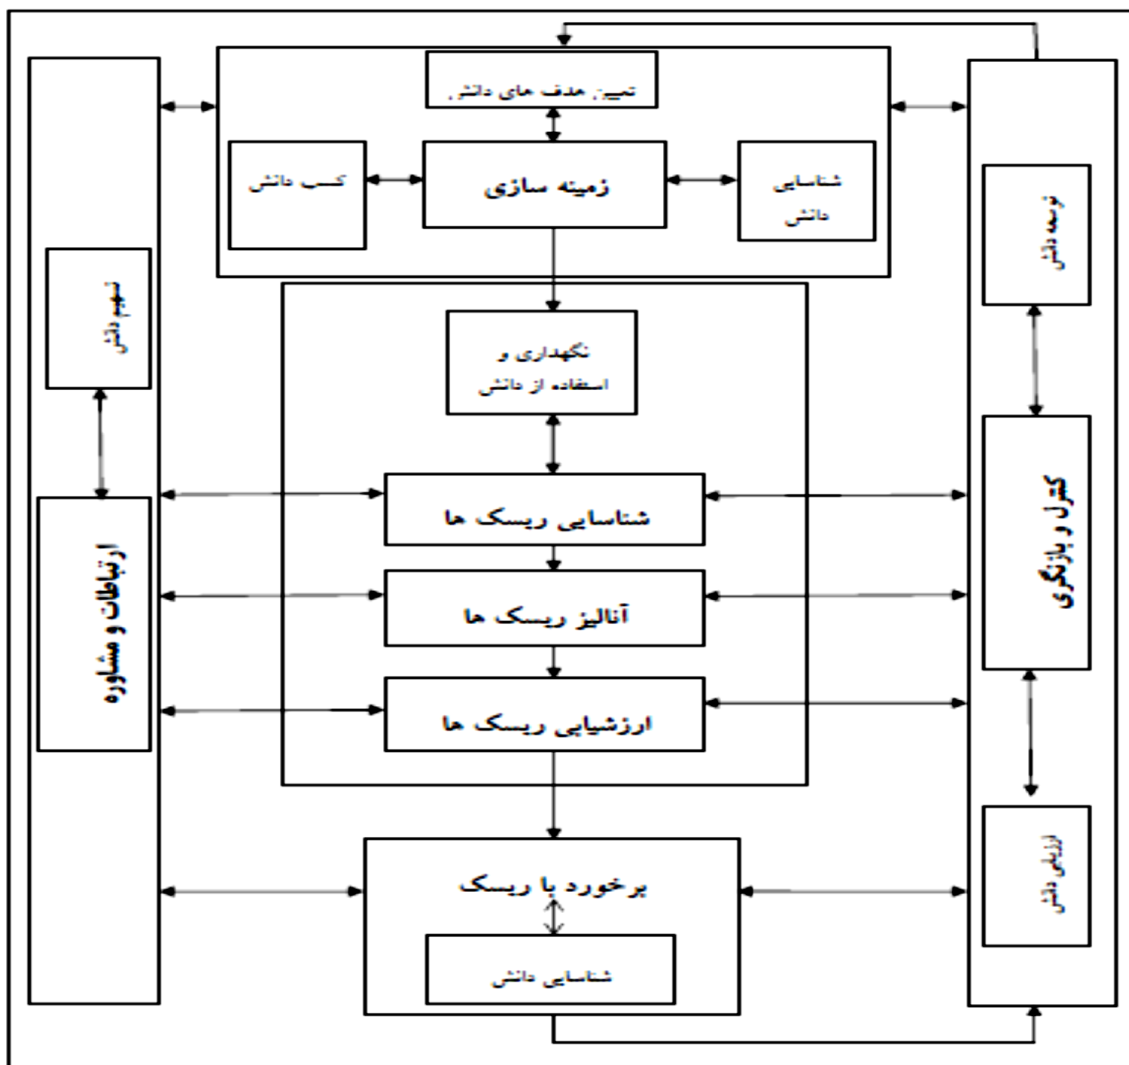 تعیین هدف های دانش
شناسایی
دانش
زمینه سازی
کسب دانش
توسعه دانش
تسهیم دانش
نگهداری و
استفاده از دانش
کنترل و بازنگری
شناسایی ریسک ها
ارتباطات و مشاوره
آنالیز ریسک ها
ارزشیابی ریسک ها
ارزیابی دانش
برخورد با ریسک
شناسایی دانش